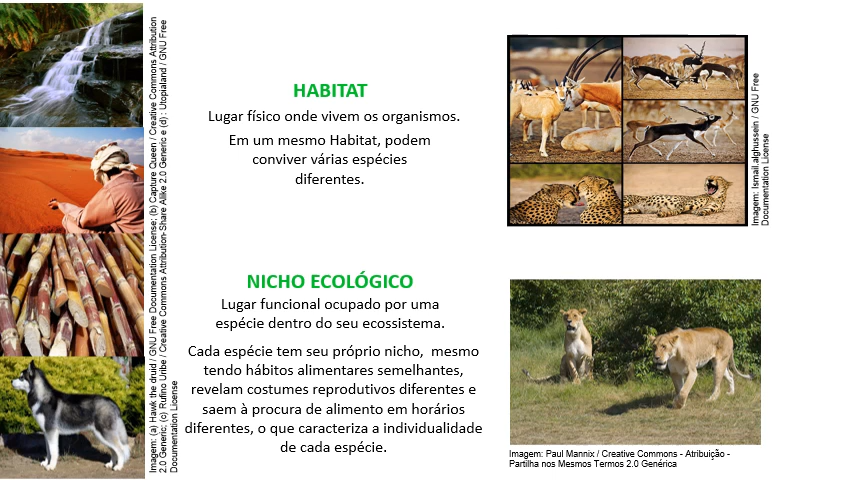 HABITAT
Lugar físico onde vivem os organismos.
Em um mesmo Habitat, podem
conviver várias espécies
diferentes.
NICHO ECOLÓGICO
Lugar funcional ocupado por uma
espécie dentro do seu ecossistema.
Cada espécie tem seu próprio nicho, mesmo
tendo hábitos alimentares semelhantes,
revelam costumes reprodutivos diferentes e
saem à procura de alimento em horários
diferentes, o que caracteriza a individualidade
de cada espécie.
Imagem: (a) Hawk the druid / GNU Free Documentation License; (b) Capture Queen / Creative Commons Attribution
2.0 Generic; (c) Rufino Uribe / Creative Commons Attribution-Share Alike 2.0 Generic e (d) : Utopialand / GNU Free
Documentation License
Imagem: Ismail.alghussein / GNU Free
Documentation License
Imagem: Paul Mannix / Creative Commons - Atribuição -
Partilha nos Mesmos Termos 2.0 Genérica